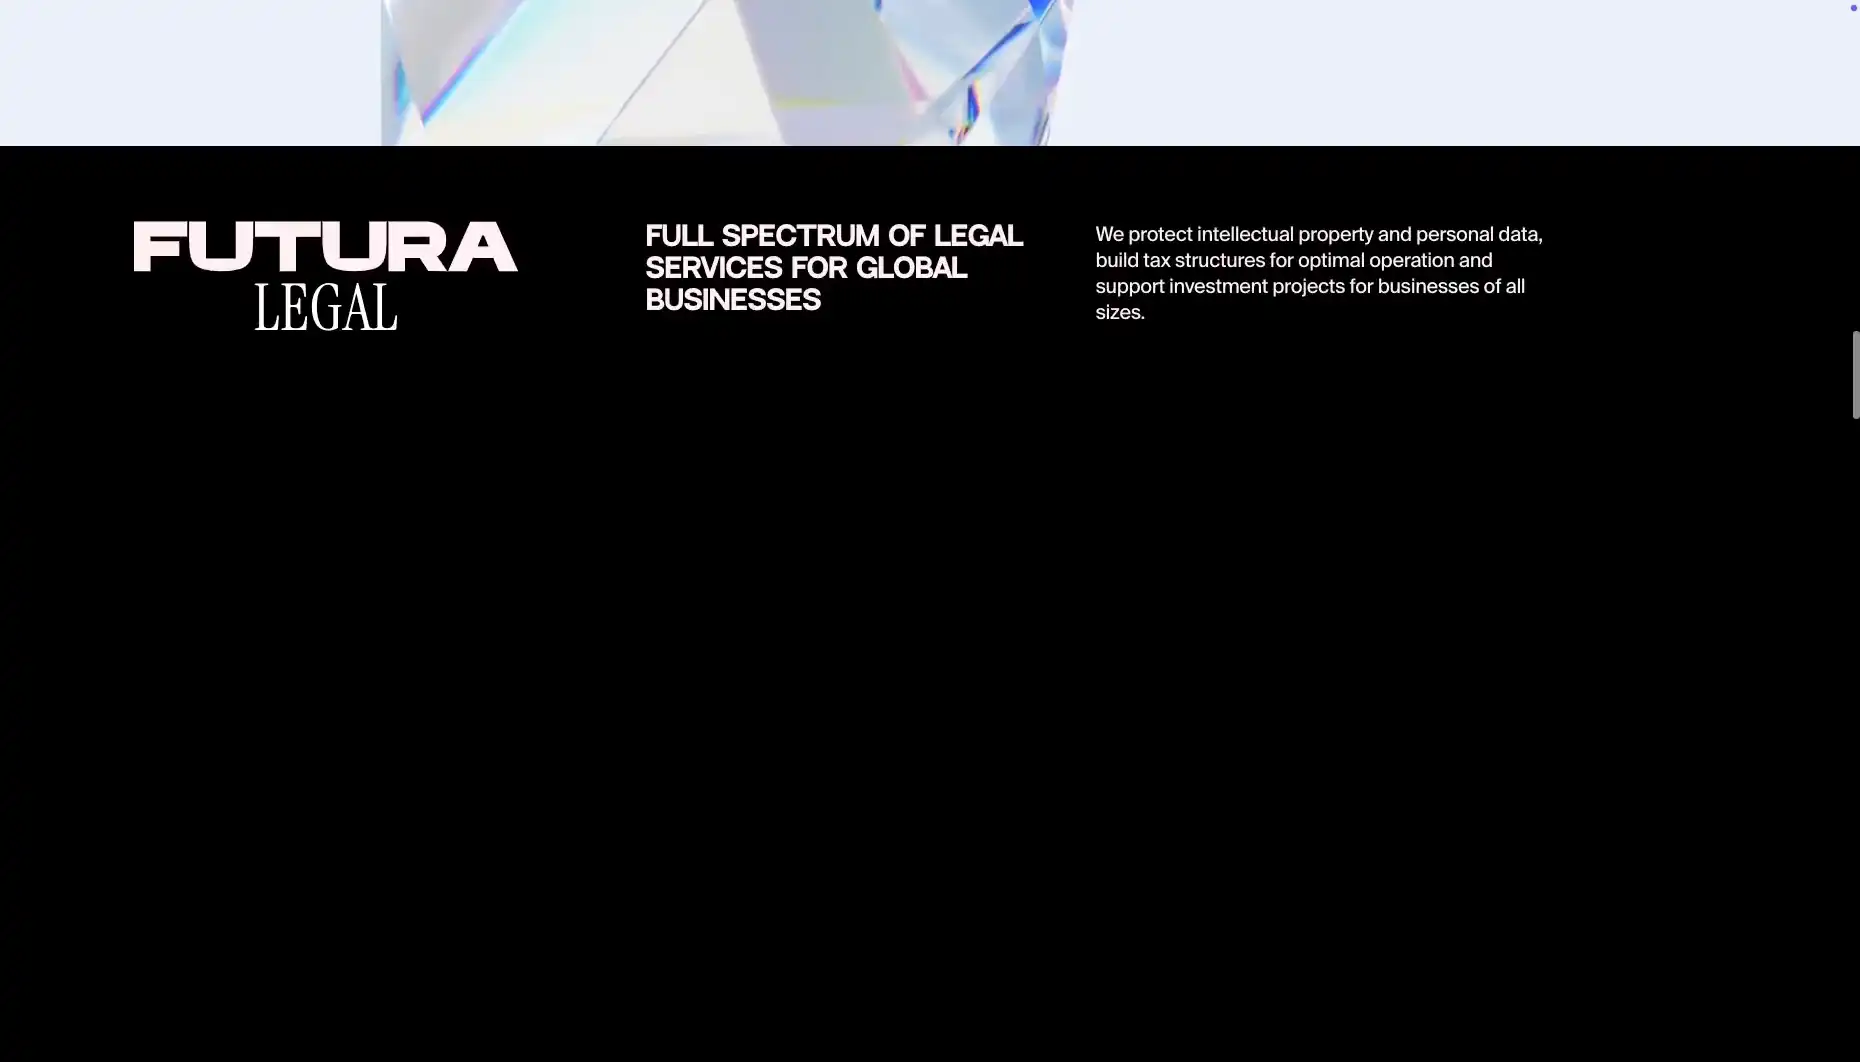 FUTURA
LEGAL
FULL SPECTRUM OF LEGAL
SERVICES FOR GLOBAL
BUSINESSES
We protect intellectual property and personal data,
build tax structures for optimal operation and
support investment projects for businesses of all
sizes.